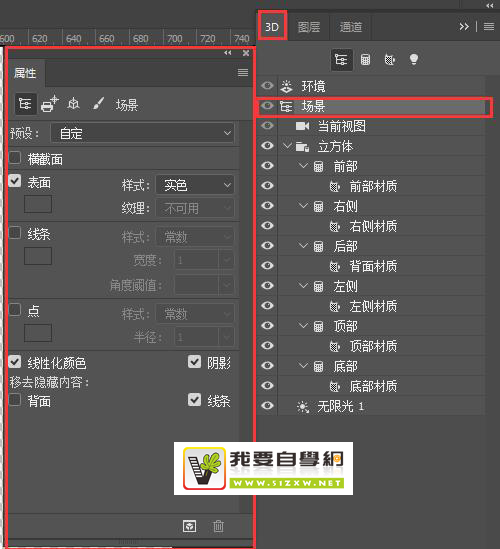 600 620 640 660 680 700 720 740
属性
场景
预设： 自定
横截面
表面 样式： 实色
纹理： 不可用
线条 样式： 常数
宽度： 1
角度阈值：
点 样式： 常数
半径： 1
线性化颜色 阴影
移去隐藏内容：
背面 线条
3D 图层 通道
环境
场景
当前视图
立方体
前部
前部材质
右侧
右侧材质
后部
背面材质
左侧
左侧材质
顶部
顶部材质
底部
底部材质
无限光 1
我要自學網
WWW.51ZXW.NET